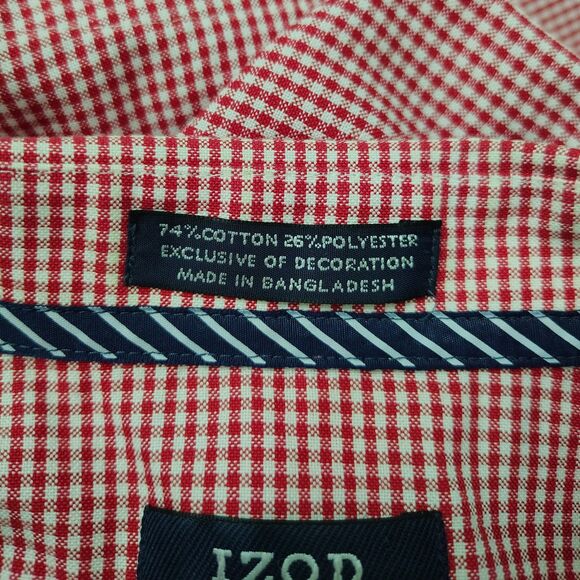 74%COTTON 26%POLYESTER
EXCLUSIVE OF DECORATION
MADE IN BANGLADESH
IZOD